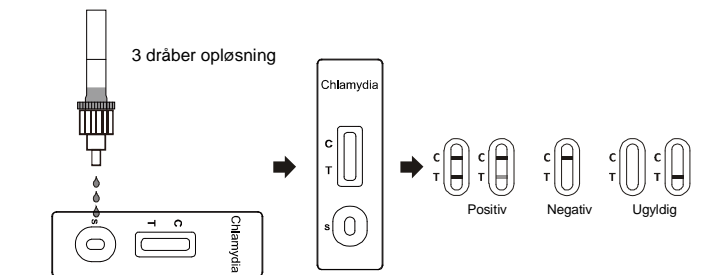 3 dråber opløsning
S
T C
Chlamydia
Chlamydia
C
T
S
C C
T T
Positiv
C
T
Negativ
C C
T T
Ugyldig